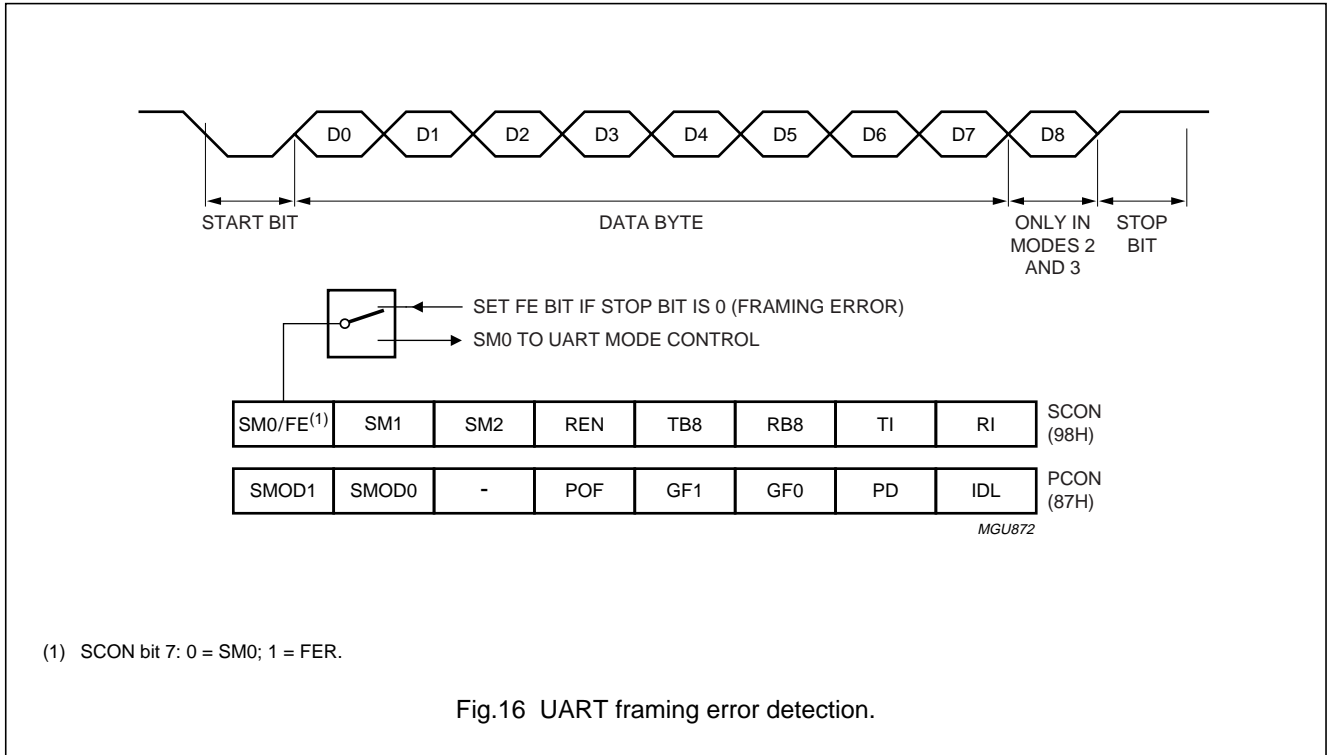 D0 D1 D2 D3 D4 D5 D6 D7 D8
START BIT
DATA BYTE
ONLY IN
MODES 2
AND 3
STOP
BIT
SET FE BIT IF STOP BIT IS 0 (FRAMING ERROR)
SM0 TO UART MODE CONTROL
SM0/FE(1) SM1 SM2 REN TB8 RB8 TI RI
SCON
(98H)
SMOD1 SMOD0 - POF GF1 GF0 PD IDL
PCON
(87H)
MGU872
(1) SCON bit 7: 0 = SM0; 1 = FER.
Fig.16 UART framing error detection.